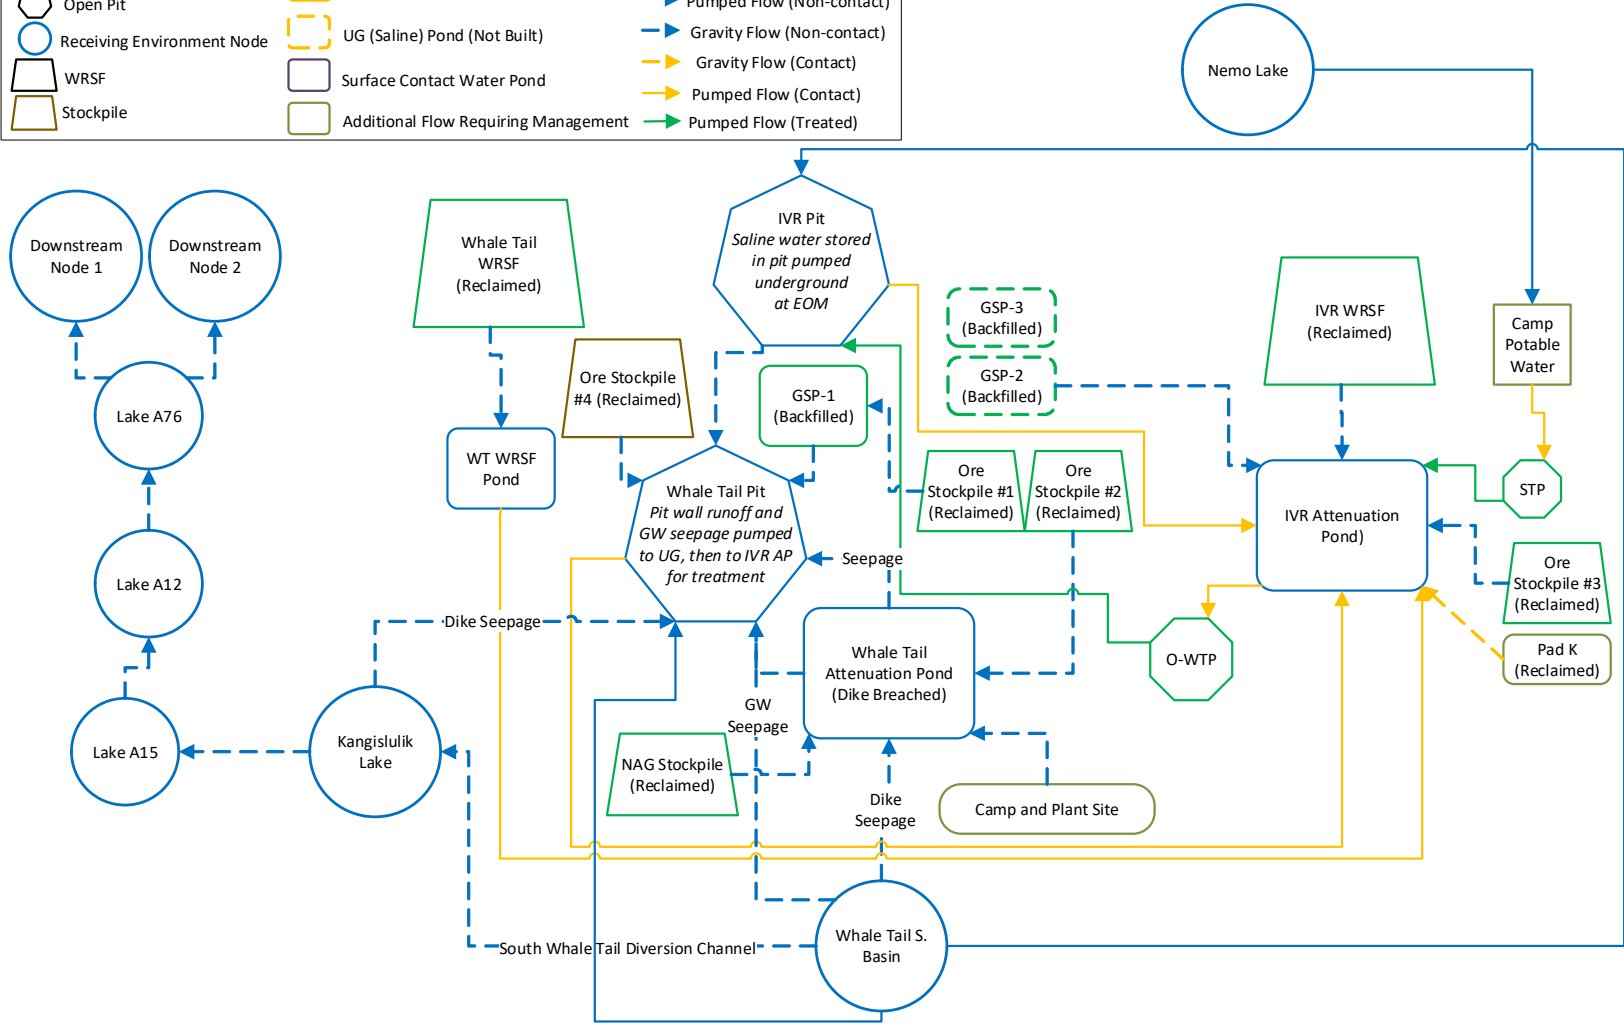 Open Pit
Receiving Environment Node
WRSF
Stockpile
UG (Saline) Pond (Not Built)
Surface Contact Water Pond
Additional Flow Requiring Management
Pumped Flow (Non-contact)
Gravity Flow (Non-contact)
Gravity Flow (Contact)
Pumped Flow (Contact)
Pumped Flow (Treated)
Nemo Lake
Downstream
Node 1
Downstream
Node 2
Whale Tail
WRSF
(Reclaimed)
IVR Pit
Saline water stored
in pit pumped
underground
at EOM
GSP-3
(Backfilled)
GSP-2
(Backfilled)
IVR WRSF
(Reclaimed)
Camp
Potable
Water
Lake A76
Ore Stockpile
#4 (Reclaimed)
GSP-1
(Backfilled)
WT WRSF
Pond
Whale Tail Pit
Pit wall runoff and
GW seepage pumped
to UG, then to IVR AP
for treatment
Ore
Stockpile #1
(Reclaimed)
Ore
Stockpile #2
(Reclaimed)
IVR Attenuation
Pond)
STP
Seepage
Lake A12
Ore
Stockpile #3
(Reclaimed)
Dike Seepage
Whale Tail
Attenuation Pond
(Dike Breached)
O-WTP
Pad K
(Reclaimed)
GW
Seepage
Lake A15
Kangislulik
Lake
NAG Stockpile
(Reclaimed)
Dike
Seepage
Camp and Plant Site
South Whale Tail Diversion Channel
Whale Tail S.
Basin